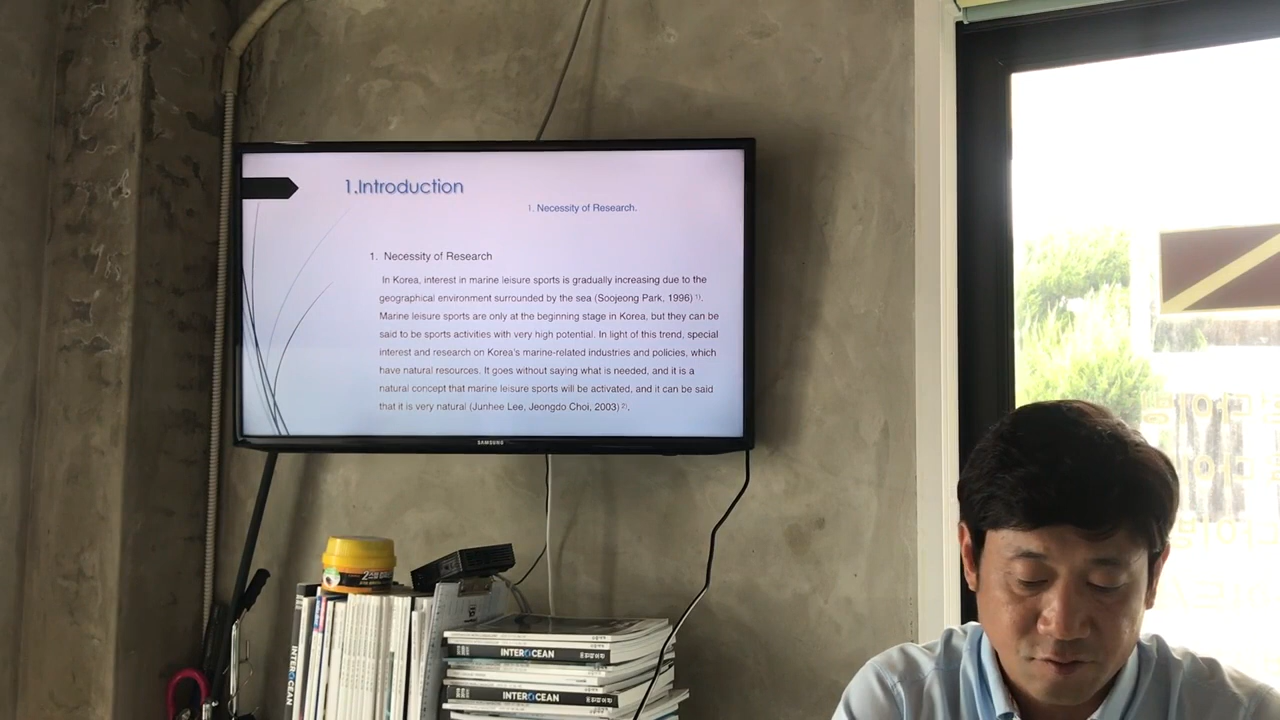 1.Introduction
1. Necessity of Research.
1. Necessity of Research
In Korea, interest in marine leisure sports is gradually increasing due to the
geographical environment surrounded by the sea (Soojeong Park, 1996) 1).
Marine leisure sports are only at the beginning stage in Korea, but they can be
said to be sports activities with very high potential. In light of this trend, special
interest and research on Korea's marine-related industries and policies, which
have natural resources. It goes without saying what is needed, and it is a
natural concept that marine leisure sports will be activated, and it can be said
that it is very natural (Junhee Lee, Jeongdo Choi, 2003) 2).
SAMSUNG
INTEROCEAN
INTEROCEAN
INTEROCEAN